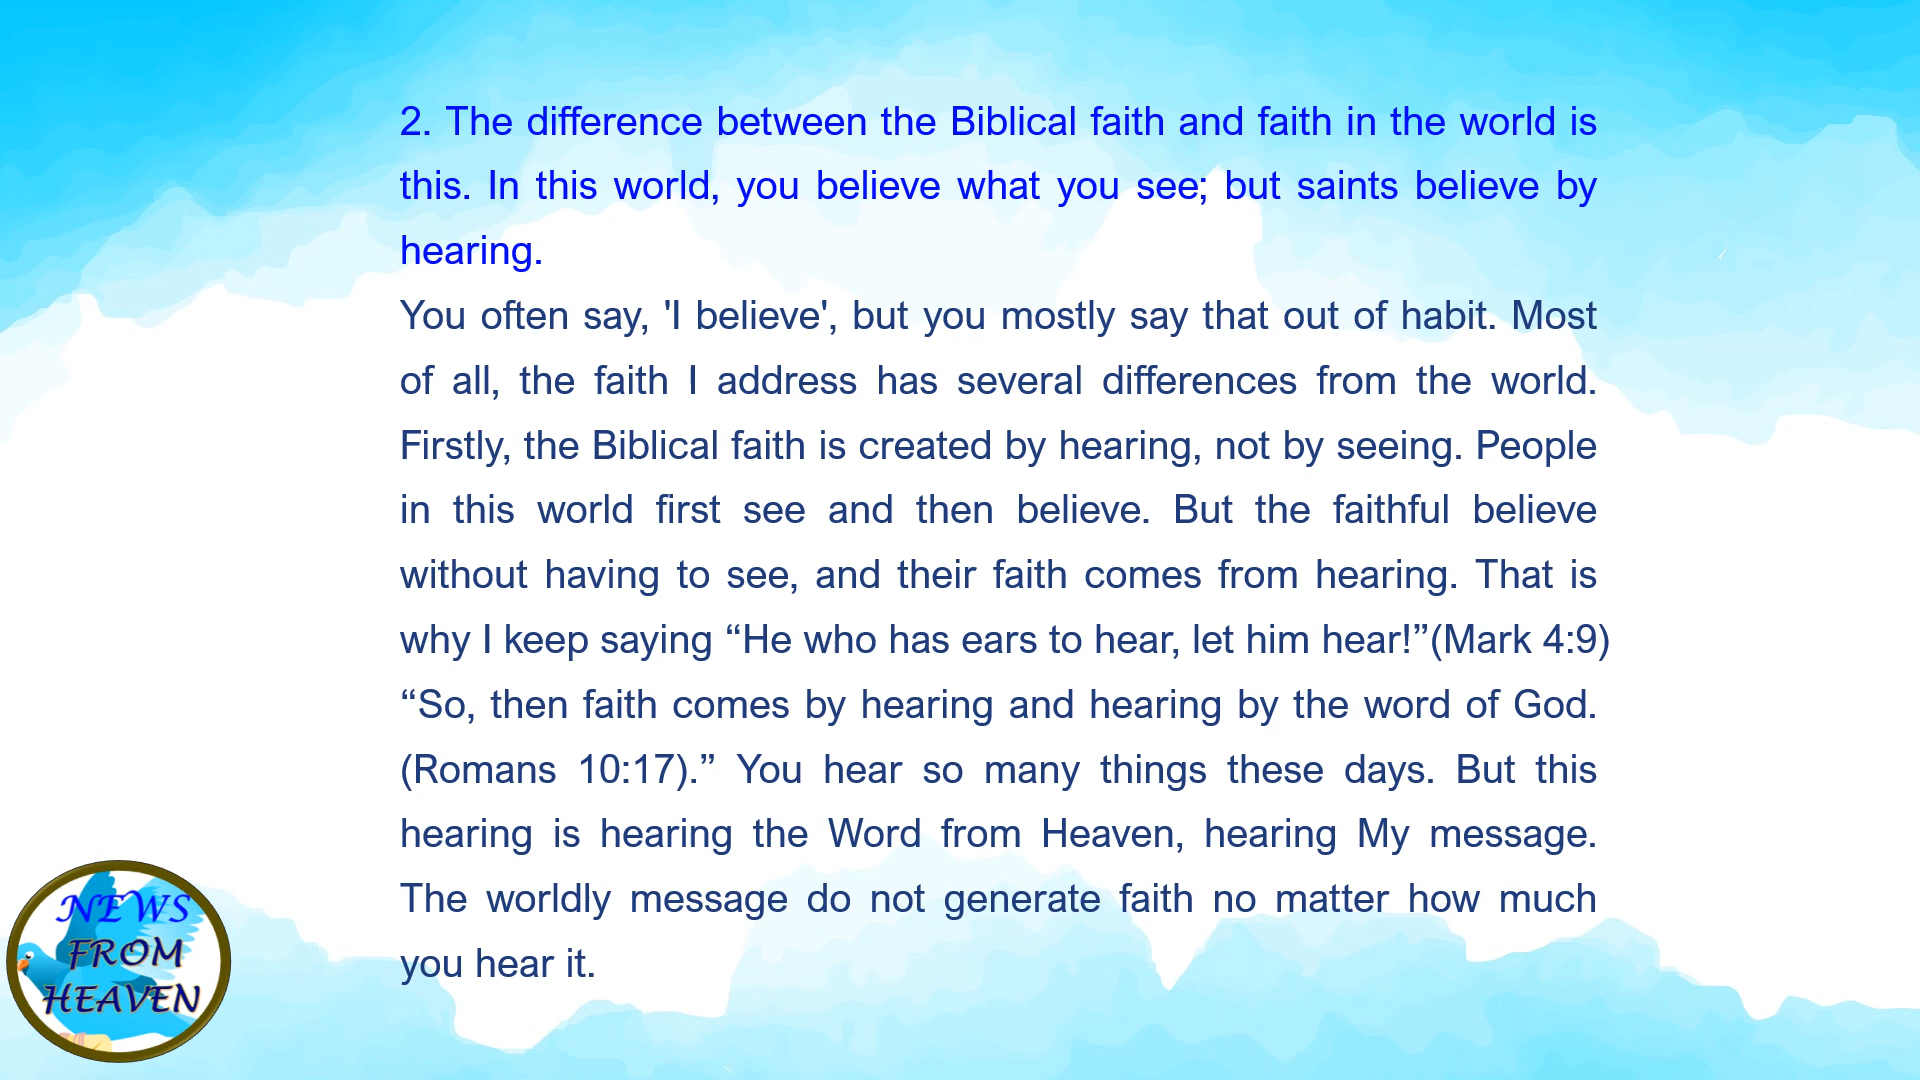 2. The difference between the Biblical faith and faith in the world is
this. In this world, you believe what you see; but saints believe by
hearing.
You often say, 'I believe', but you mostly say that out of habit. Most
of all, the faith I address has several differences from the world.
Firstly, the Biblical faith is created by hearing, not by seeing. People
in this world first see and then believe. But the faithful believe
without having to see, and their faith comes from hearing. That is
why I keep saying “He who has ears to hear, let him hear!”(Mark 4:9)
“So, then faith comes by hearing and hearing by the word of God.
(Romans 10:17).” You hear so many things these days. But this
hearing is hearing the Word from Heaven, hearing My message.
The worldly message do not generate faith no matter how much
you hear it.
NEWS
FROM
HEAVEN